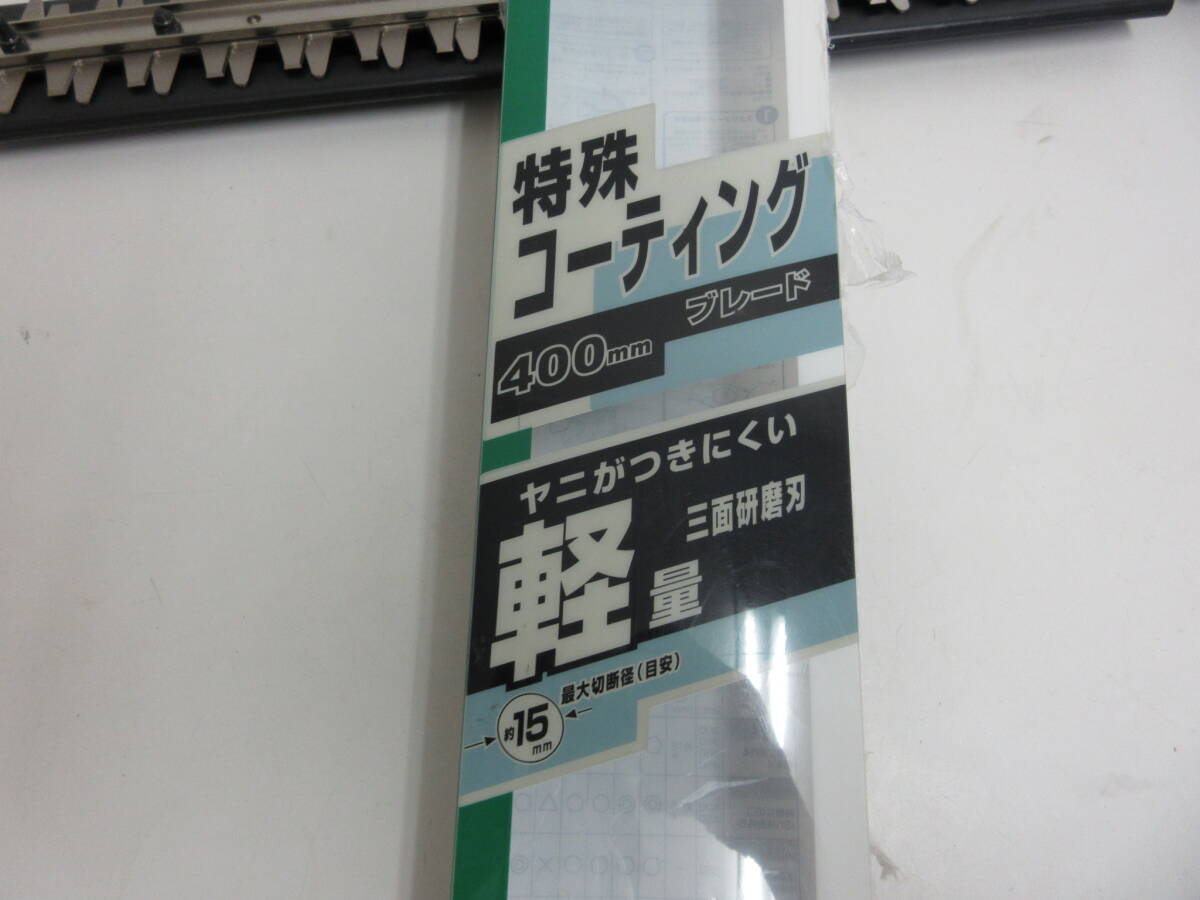 特殊
コーティング
400mm ブレード
ヤニがつきにくい
軽量 三面研磨刃
最大切断径(目安)
約15mm